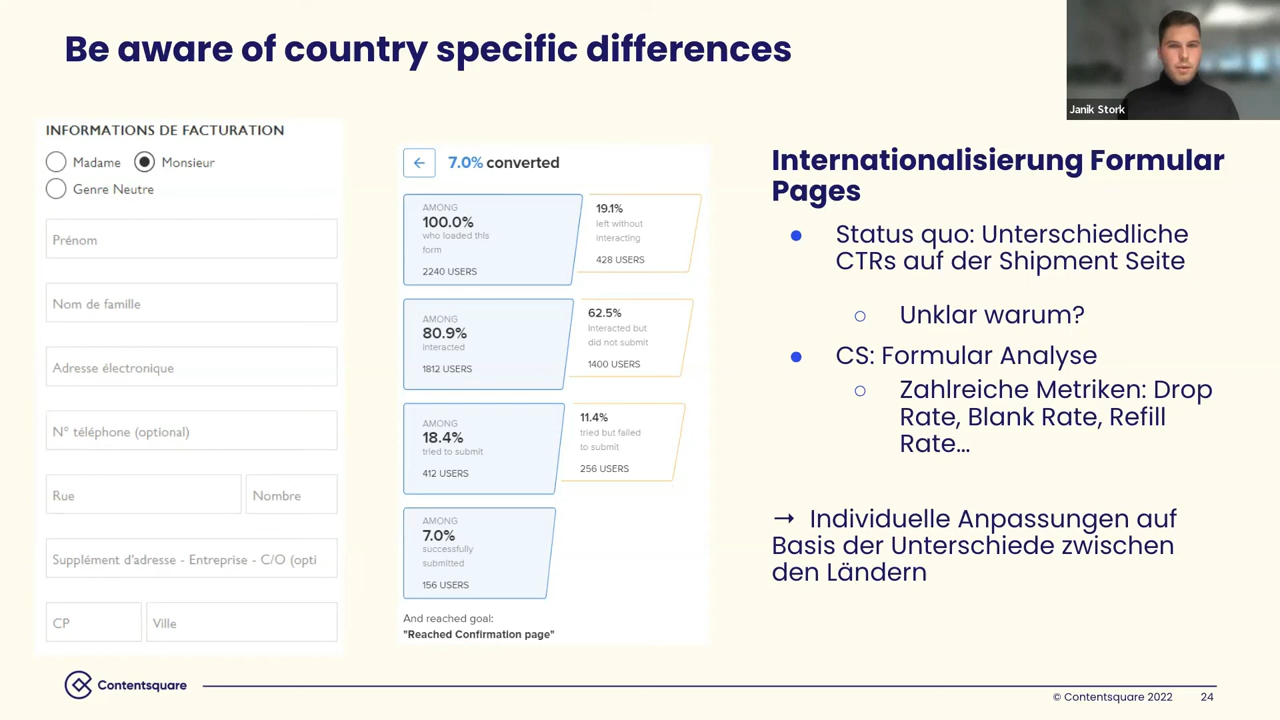 Be aware of country specific differences
Janik Stork
INFORMATIONS DE FACTURATION
Madame
Monsieur
Genre Neutre
Prénom
Nom de famille
Adresse électronique
N° téléphone (optional)
Rue
Nombre
Supplément d'adresse - Entreprise - C/O (opti
CP
Ville
7.0% converted
AMONG
100.0%
who loaded this
form
2240 USERS
19.1%
left without
interacting
428 USERS
AMONG
80.9%
interacted
1812 USERS
62.5%
Interacted but
did not submit
1400 USERS
AMONG
18.4%
tried to submit
412 USERS
11.4%
tried but failed
to submit
256 USERS
AMONG
7.0%
successfully
submitted
156 USERS
And reached goal:
"Reached Confirmation page"
Internationalisierung Formular
Pages
● Status quo: Unterschiedliche
CTRs auf der Shipment Seite
○ Unklar warum?
● CS: Formular Analyse
○ Zahlreiche Metriken: Drop
Rate, Blank Rate, Refill
Rate...
→ Individuelle Anpassungen auf
Basis der Unterschiede zwischen
den Ländern
Contentsquare
© Contentsquare 2022
24